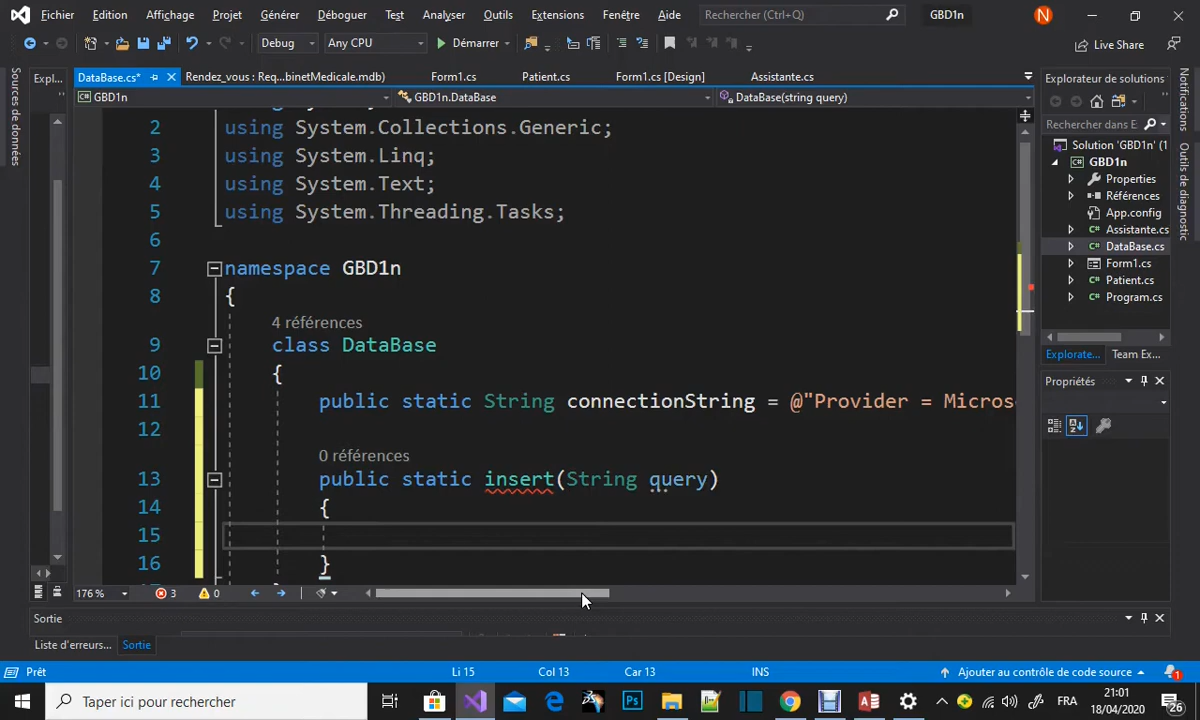 Fichier Edition Affichage Projet Générer Déboguer Test Analyser Outils Extensions Fenêtre Aide Rechercher (Ctrl+Q) GBD1n N
Debug Any CPU Démarrer Live Share
Sources de données
Expl...
DataBase.cs* Rendez_vous : Req...binetMedicale.mdb) Form1.cs Patient.cs Form1.cs [Design] Assistante.cs
GBD1n GBD1n.DataBase DataBase(string query)
2 using System.Collections.Generic;
3 using System.Linq;
4 using System.Text;
5 using System.Threading.Tasks;
6
7 namespace GBD1n
8 {
4 références
9 class DataBase
10 {
11 public static String connectionString = @"Provider = Micros
12
0 références
13 public static insert(String query)
14 {
15
16 }
176 % 3 0
Explorateur de solutions
Rechercher dans E
Solution 'GBD1n' (1
GBD1n
Properties
Références
App.config
Assistante.cs
DataBase.cs
Form1.cs
Patient.cs
Program.cs
Explorate... Team Ex...
Propriétés
Notifications
Outils de diagnostic
Sortie
Liste d'erreurs... Sortie
Prêt Li 15 Col 13 Car 13 INS Ajouter au contrôle de code source 1
Taper ici pour rechercher Ps FRA 21:01 18/04/2020 26